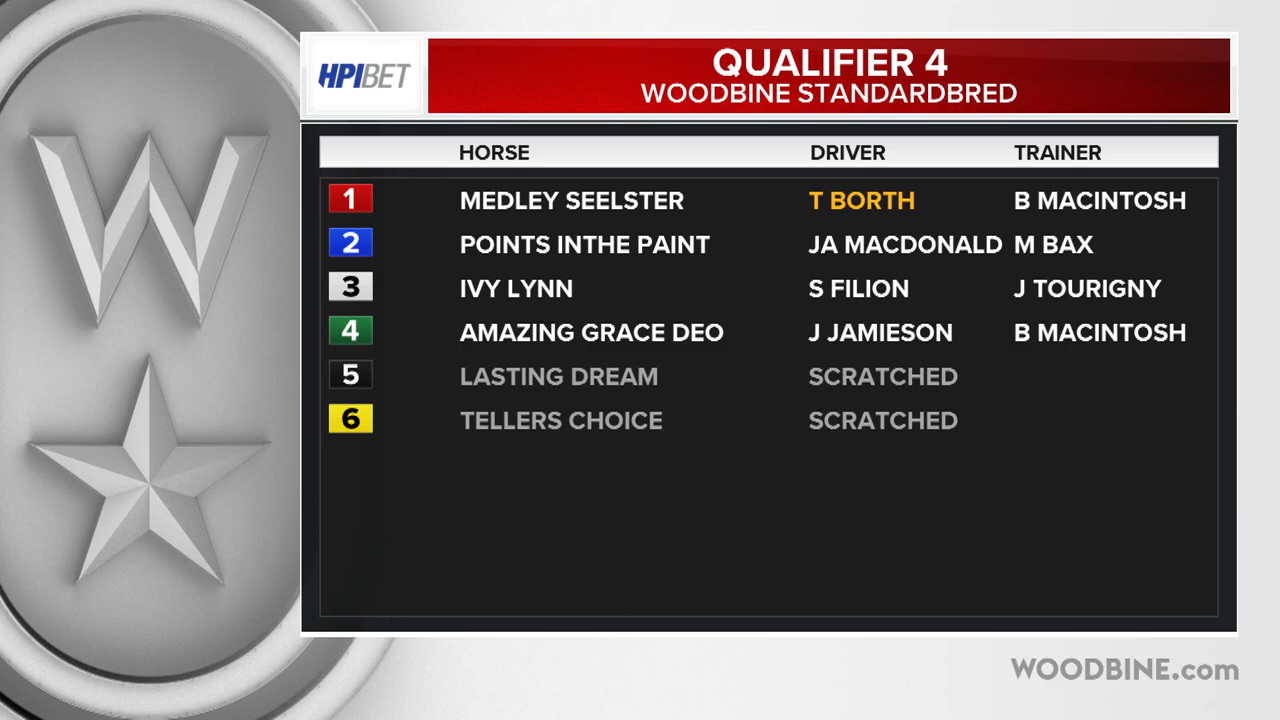 W
HPIBET
QUALIFIER 4
WOODBINE STANDARDBRED
HORSE DRIVER TRAINER
1 MEDLEY SEELSTER T BORTH B MACINTOSH
2 POINTS INTHE PAINT JA MACDONALD M BAX
3 IVY LYNN S FILION J TOURIGNY
4 AMAZING GRACE DEO J JAMIESON B MACINTOSH
5 LASTING DREAM SCRATCHED
6 TELLERS CHOICE SCRATCHED
WOODBINE.com